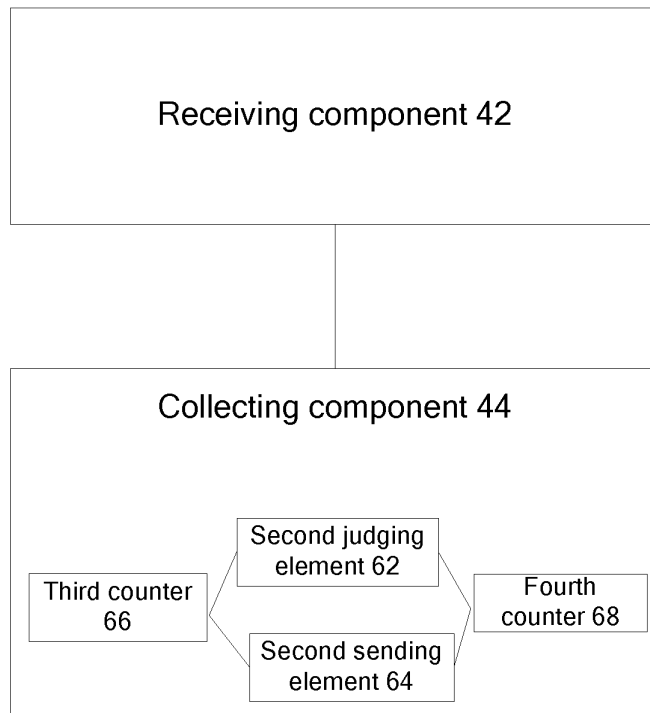 Receiving component 42
Collecting component 44
Second judging
element 62
Third counter
66
Fourth
counter 68
Second sending
element 64